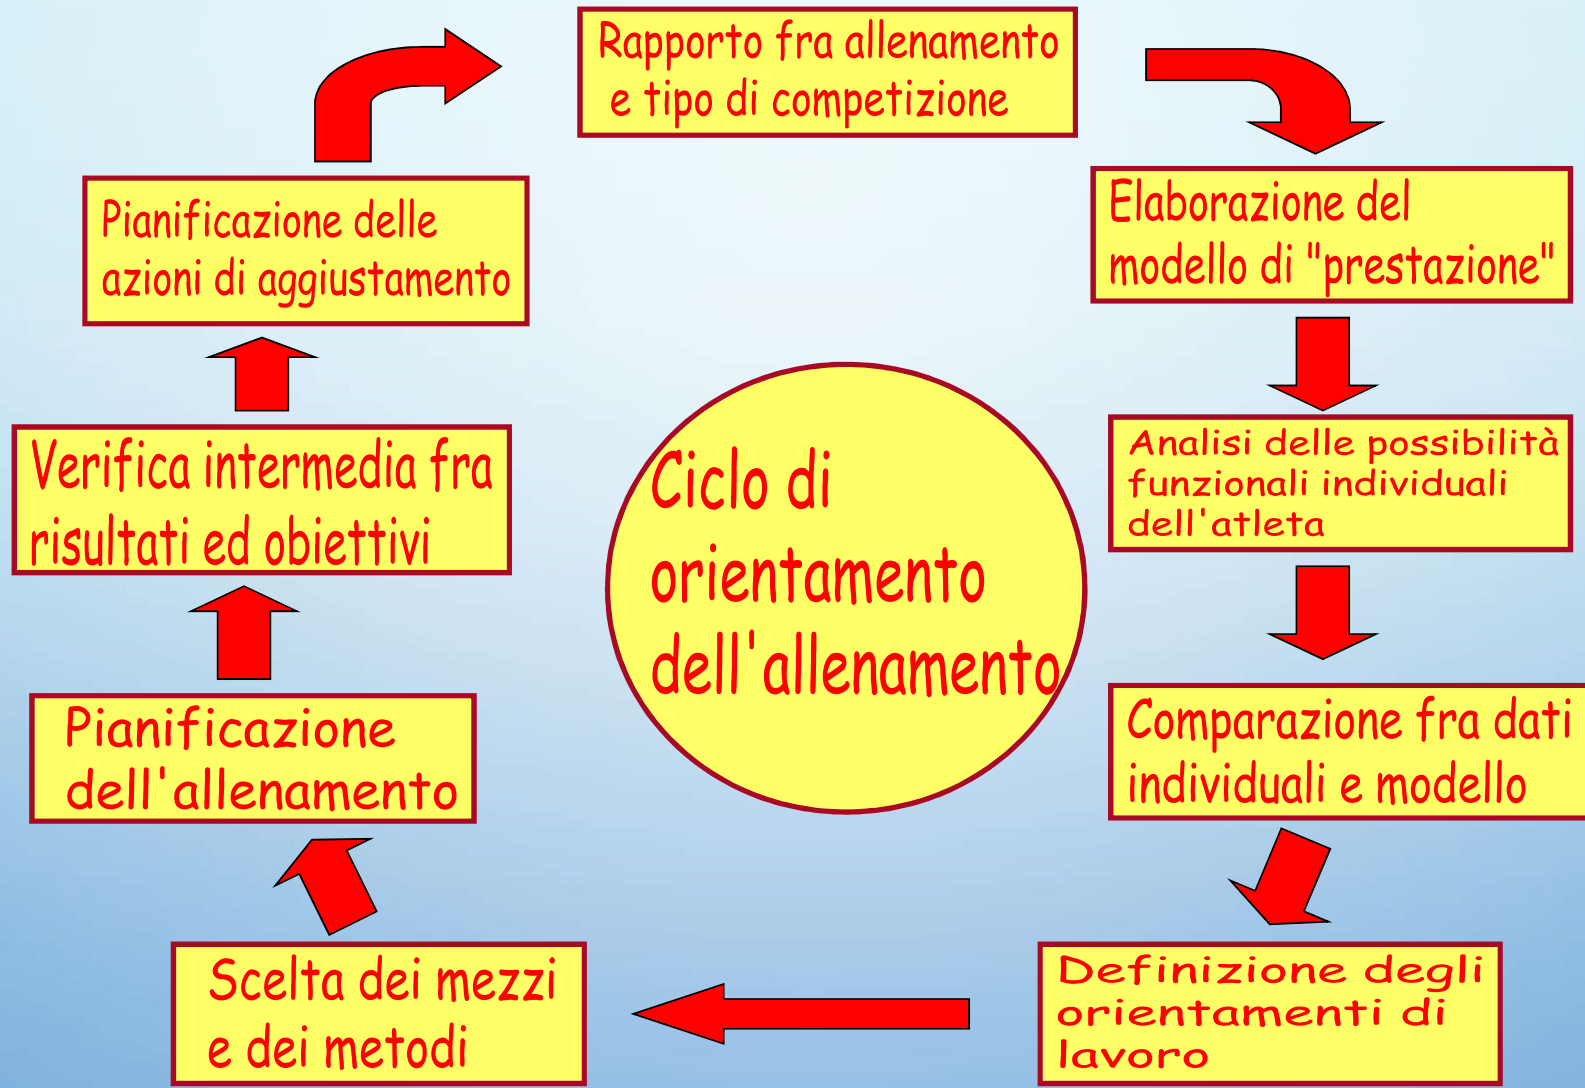 Rapporto fra allenamento
e tipo di competizione
Elaborazione del
modello di "prestazione"
Analisi delle possibilità
funzionali individuali
dell'atleta
Comparazione fra dati
individuali e modello
Definizione degli
orientamenti di
lavoro
Scelta dei mezzi
e dei metodi
Pianificazione
dell'allenamento
Verifica intermedia fra
risultati ed obiettivi
Pianificazione delle
azioni di aggiustamento
Ciclo di
orientamento
dell'allenamento